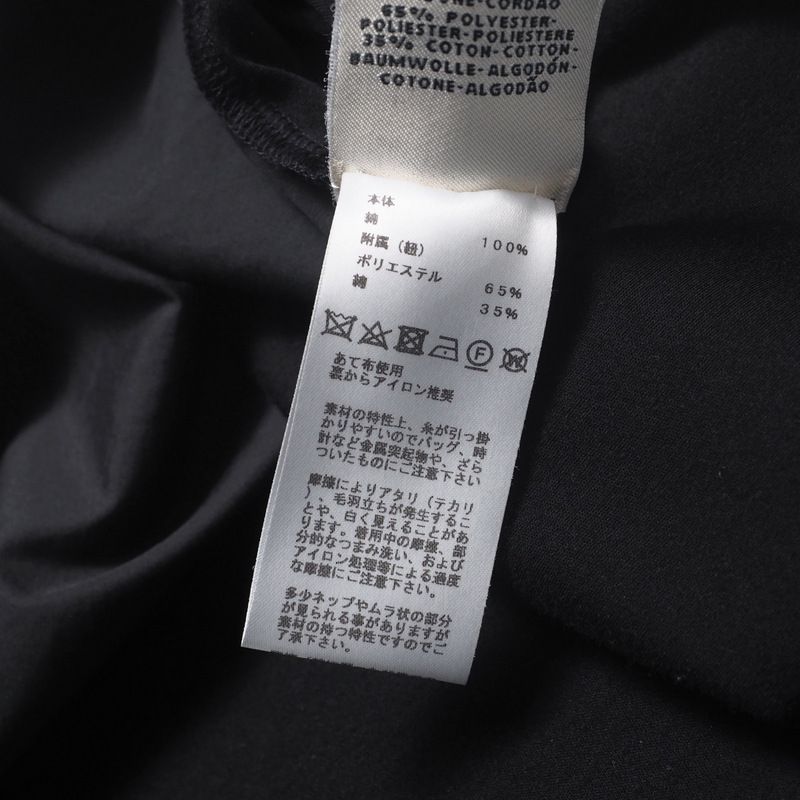 -CORDÃO
65% POLYESTER-
POLIESTER-POLIESTERE
35% COTON-COTTON-
BAUMWOLLE-ALGODÓN-
COTONE-ALGODÃO
本体
綿 100%
附属(紐)
ポリエステル 65%
綿 35%
F
W
あて布使用
裏からアイロン推奨
素材の特性上、糸が引っ掛
かりやすいのでバッグ、時
計など金属突起物や、ざら
ついたものにご注意下さい
摩擦によりアタリ(テカリ
)、毛羽立ちが発生するこ
とや、白く見えることがあ
ります。着用中の摩擦、部
分的なつまみ洗い、および
アイロン処理等による過度
な摩擦にご注意下さい。
多少ネップやムラ状の部分
が見られる事がありますが
素材の持つ特性ですのでご
了承下さい。